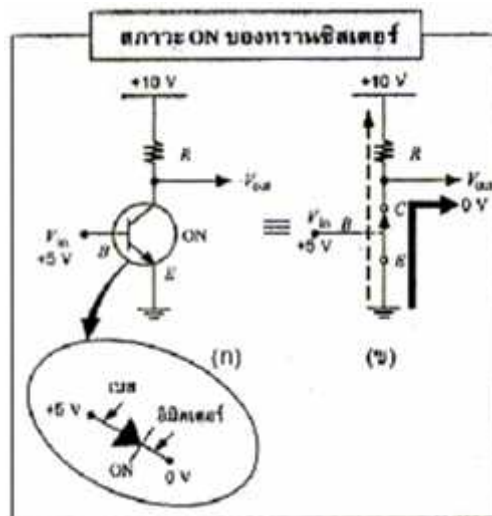 สภาวะ ON ของทรานซิสเตอร์
+10 V
R
Vout
Vin
+5 V
B
ON
E
(ก)
+5 V
เบส
อิมิตเตอร์
ON
0 V
+10 V
R
Vout
C
0 V
Vin
B
+5 V
E
(ข)